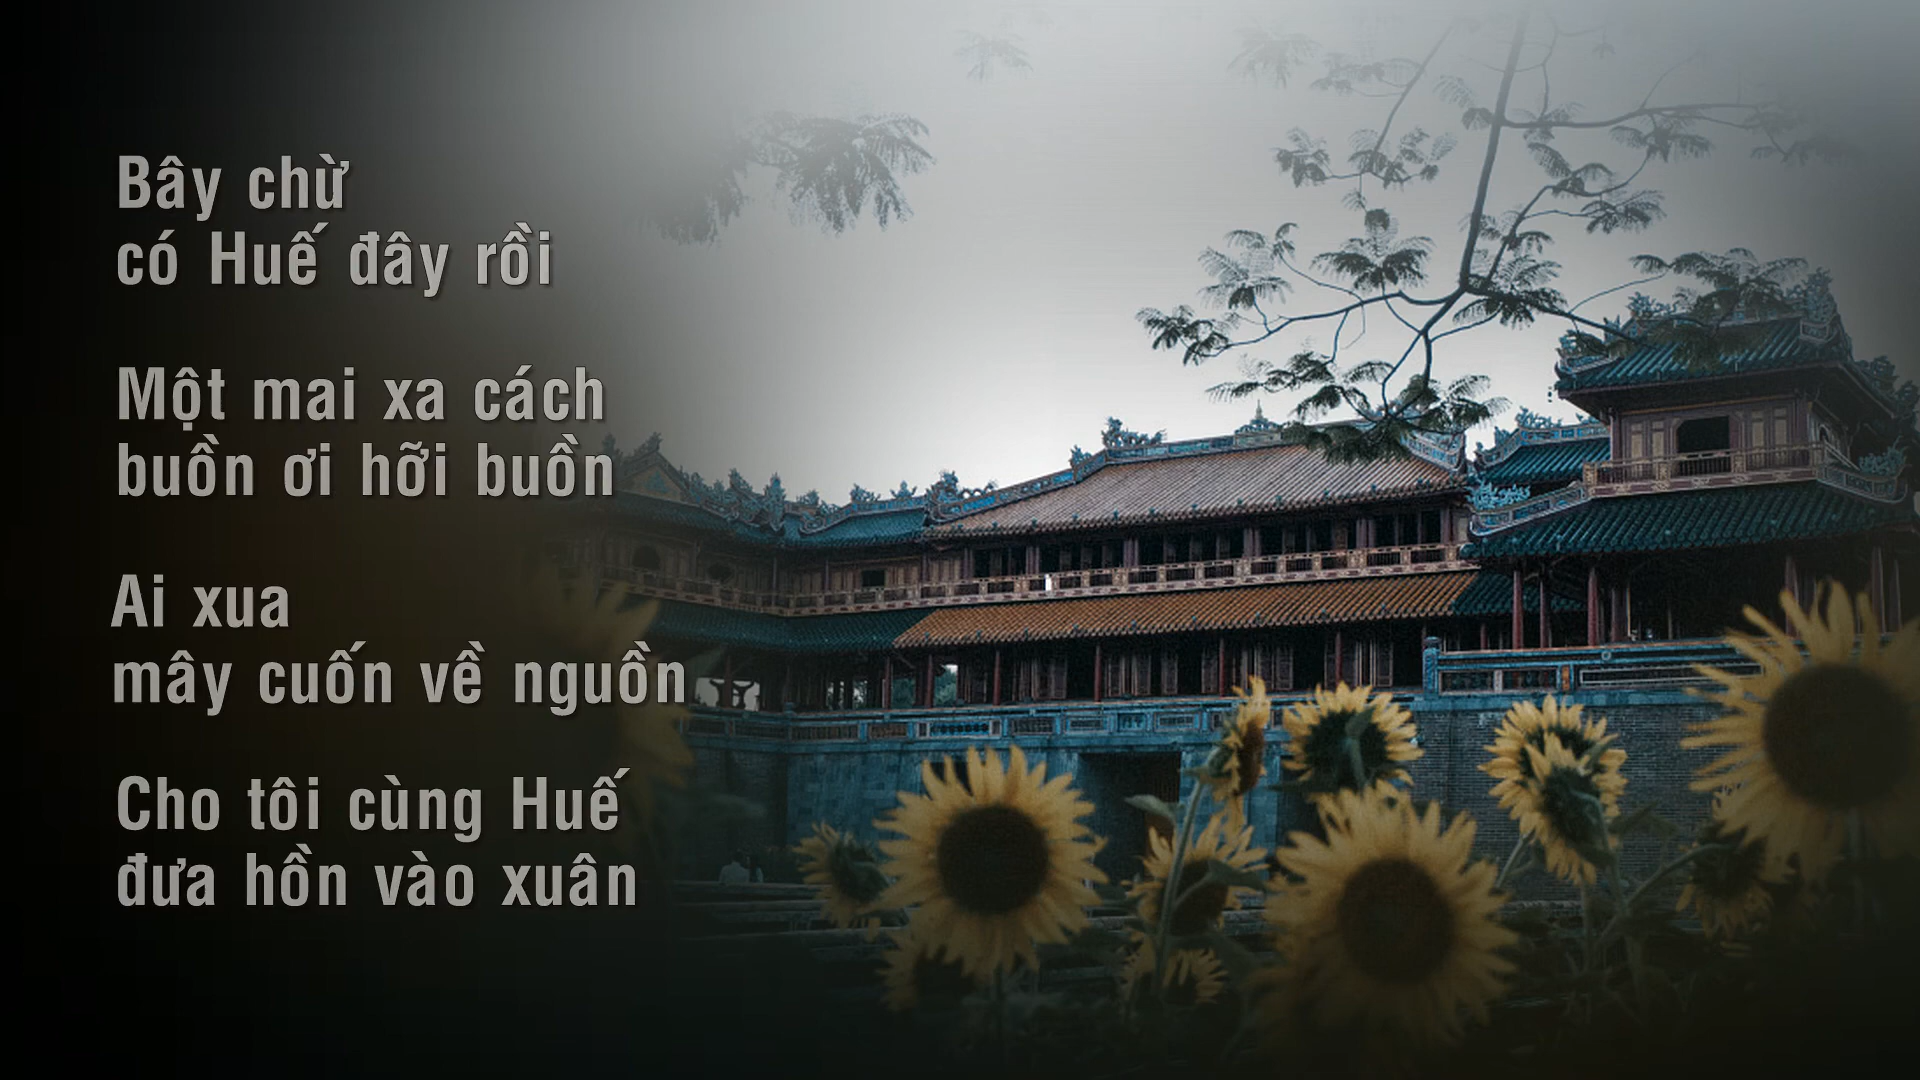 Bây chừ
có Huế đây rồi
Một mai xa cách
buồn ơi hỡi buồn
Ai xua
mây cuốn về nguồn
Cho tôi cùng Huế
đưa hồn vào xuân